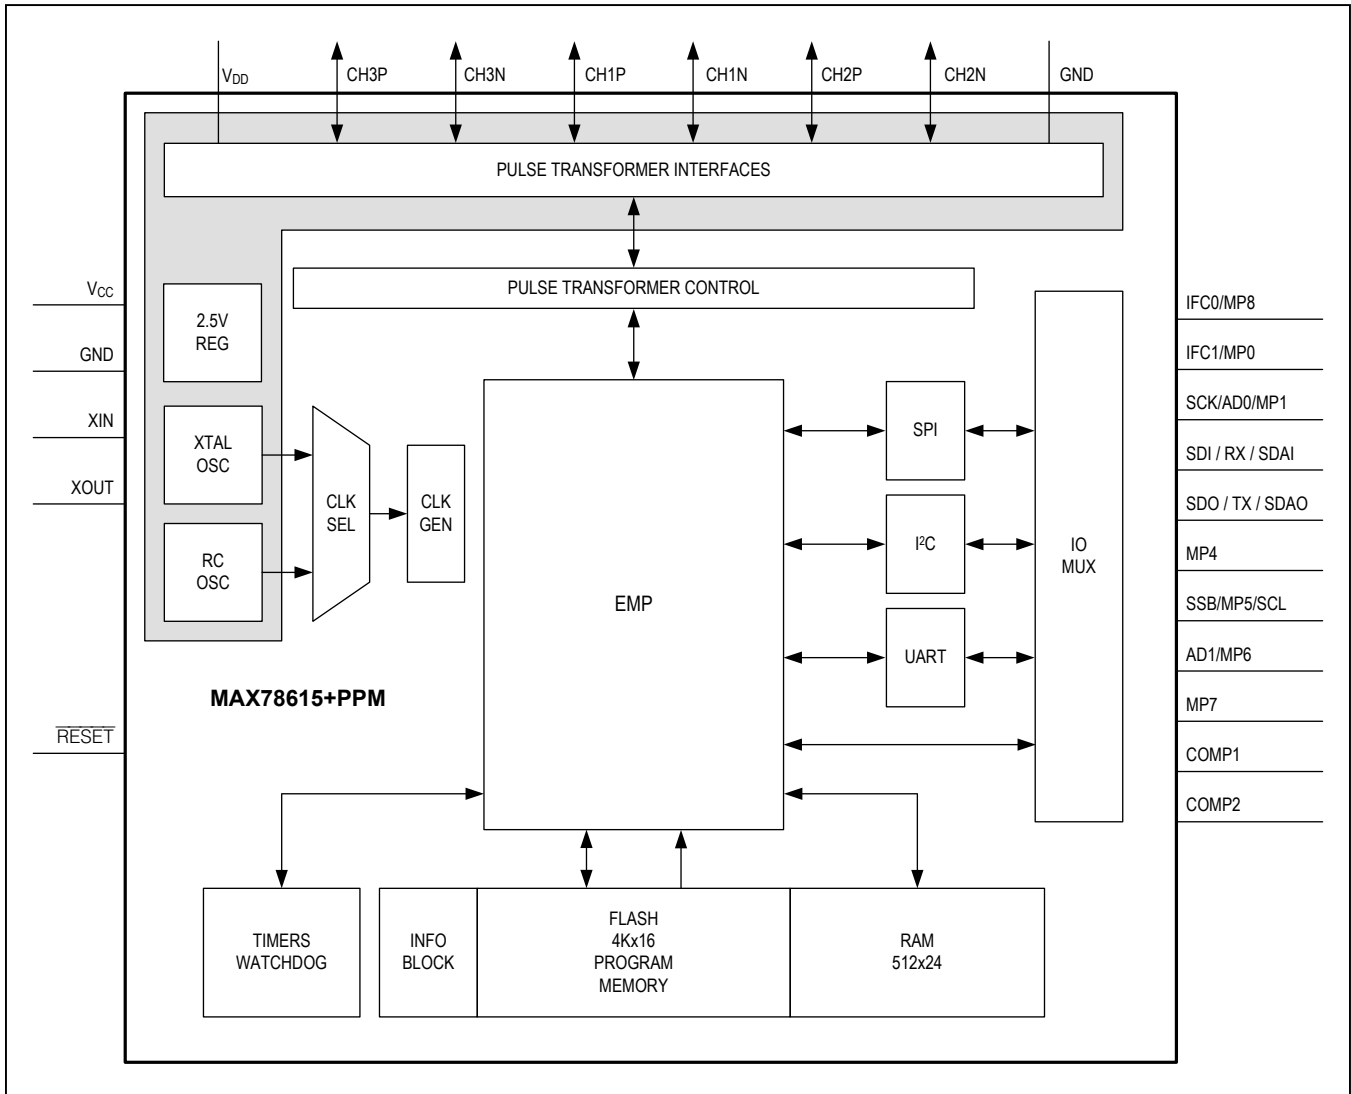 VDD
CH3P
CH3N
CH1P
CH1N
CH2P
CH2N
GND
PULSE TRANSFORMER INTERFACES
PULSE TRANSFORMER CONTROL
VCC
GND
XIN
XOUT
RESET
2.5V
REG
XTAL
OSC
RC
OSC
CLK
SEL
CLK
GEN
EMP
SPI
I²C
UART
IO
MUX
IFC0/MP8
IFC1/MP0
SCK/AD0/MP1
SDI / RX / SDAI
SDO / TX / SDAO
MP4
SSB/MP5/SCL
AD1/MP6
MP7
COMP1
COMP2
MAX78615+PPM
TIMERS
WATCHDOG
INFO
BLOCK
FLASH
4Kx16
PROGRAM
MEMORY
RAM
512x24